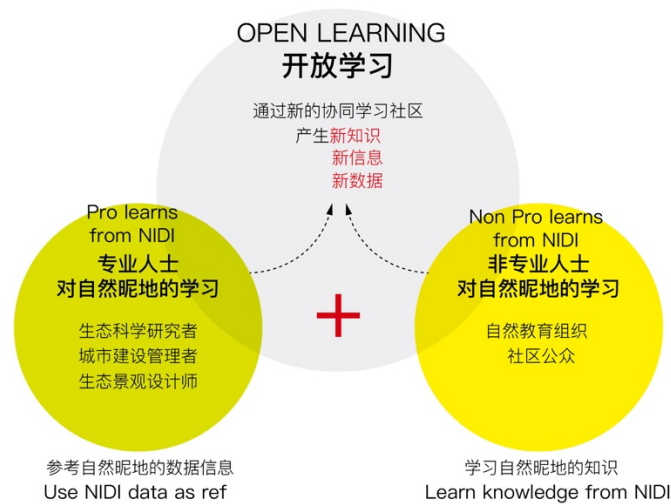 OPEN LEARNING
开放学习
通过新的协同学习社区
产生新知识
新信息
新数据
Pro learns
from NIDI
专业人士
对自然昵地的学习
生态科学研究者
城市建设管理者
生态景观设计师
参考自然昵地的数据信息
Use NIDI data as ref
Non Pro learns
from NIDI
非专业人士
对自然昵地的学习
自然教育组织
社区公众
学习自然昵地的知识
Learn knowledge from NIDI